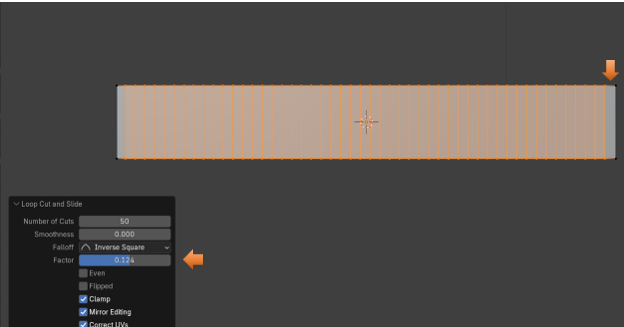 Loop Cut and Slide
Number of Cuts 50
Smoothness 0.000
Falloff Inverse Square
Factor 0.124
Even
Flipped
Clamp
Mirror Editing
Correct UVs